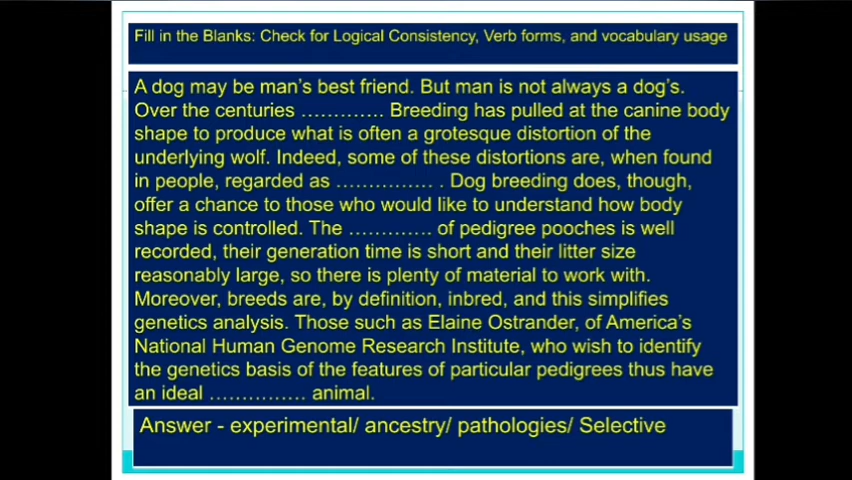 Fill in the Blanks: Check for Logical Consistency, Verb forms, and vocabulary usage
A dog may be man's best friend. But man is not always a dog's.
Over the centuries ............. Breeding has pulled at the canine body
shape to produce what is often a grotesque distortion of the
underlying wolf. Indeed, some of these distortions are, when found
in people, regarded as ............... . Dog breeding does, though,
offer a chance to those who would like to understand how body
shape is controlled. The ............. of pedigree pooches is well
recorded, their generation time is short and their litter size
reasonably large, so there is plenty of material to work with.
Moreover, breeds are, by definition, inbred, and this simplifies
genetics analysis. Those such as Elaine Ostrander, of America's
National Human Genome Research Institute, who wish to identify
the genetics basis of the features of particular pedigrees thus have
an ideal ............... animal.
Answer - experimental/ ancestry/ pathologies/ Selective